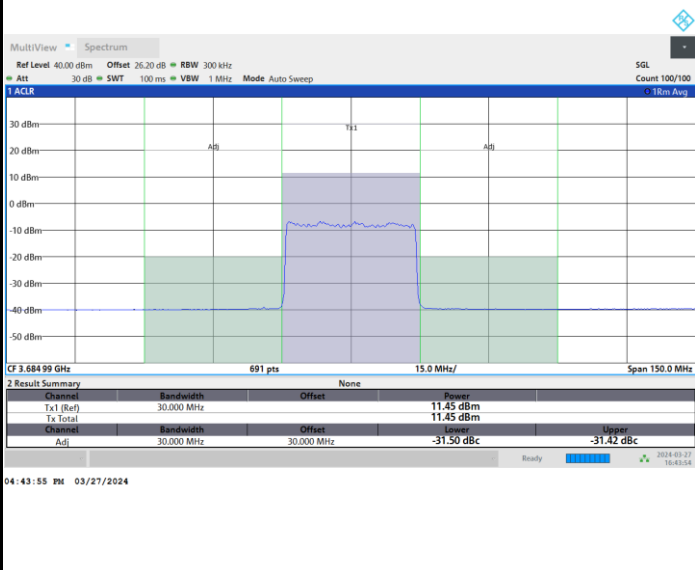 MultiView Spectrum
Ref Level 40.00 dBm Offset 26.20 dB RBW 300 kHz SGL
Att 30 dB SWT 100 ms VBW 1 MHz Mode Auto Sweep Count 100/100
1 ACLR 1Rm Avg
30 dBm
Tx1
20 dBm
Adj Adj
10 dBm
0 dBm
-10 dBm
-20 dBm
-30 dBm
-40 dBm
-50 dBm
CF 3.684 99 GHz 691 pts 15.0 MHz/ Span 150.0 MHz
2 Result Summary None
Channel Bandwidth Offset Power
Tx1 (Ref) 30.000 MHz 11.45 dBm
Tx Total 11.45 dBm
Channel Bandwidth Offset Lower Upper
Adj 30.000 MHz 30.000 MHz -31.50 dBc -31.42 dBc
Ready 2024-03-27
16:43:54
04:43:55 PM 03/27/2024